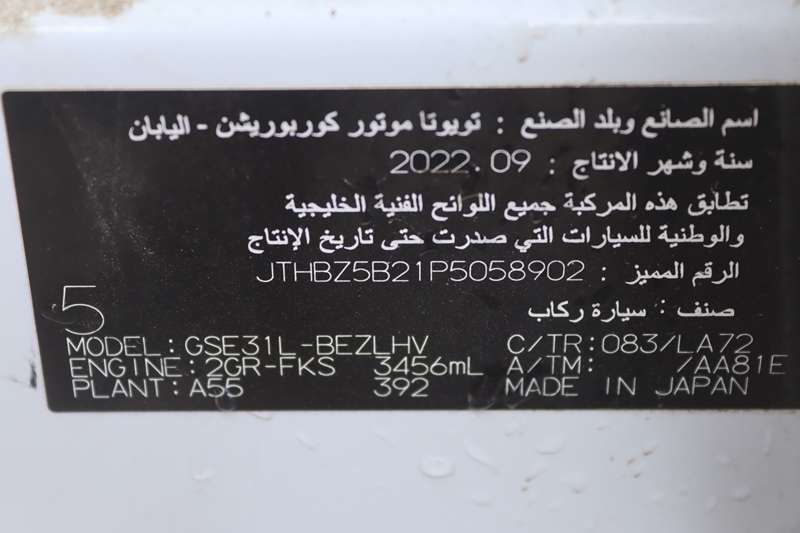 اسم الصانع وبلد الصنع : تويوتا موتور كوربوريشن - اليابان
سنة وشهر الانتاج : 2022.09
تطابق هذه المركبة جميع اللوائح الفنية الخليجية
والوطنية للسيارات التي صدرت حتى تاريخ الإنتاج
الرقم المميز : JTHBZ5B21P5058902
صنف : سيارة ركاب
5
MODEL: GSE31L-BEZLHV C/TR: 083/LA72
ENGINE: 2GR-FKS 3456mL A/TM: /AA81E
PLANT: A55 392 MADE IN JAPAN